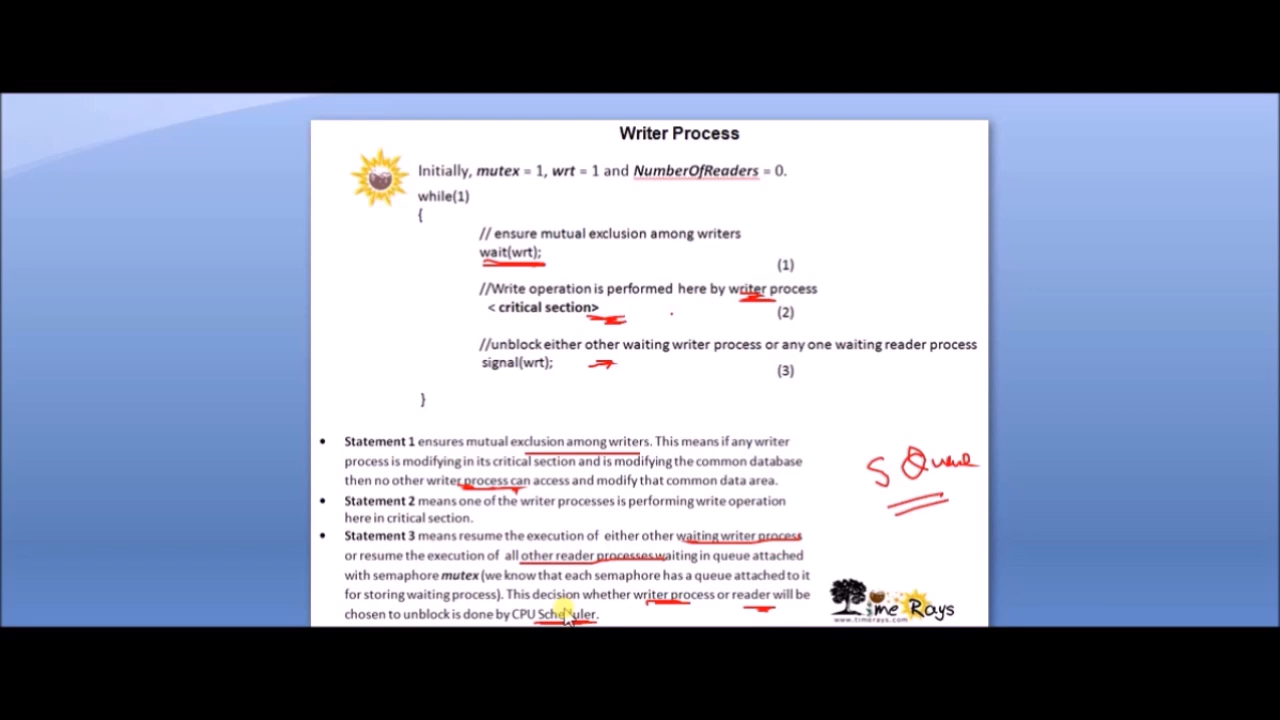 Writer Process
Initially, mutex = 1, wrt = 1 and NumberOfReaders = 0.
while(1)
{
// ensure mutual exclusion among writers
wait(wrt);
(1)
//Write operation is performed here by writer process
< critical section>
(2)
//unblock either other waiting writer process or any one waiting reader process
signal(wrt);
(3)
}
• Statement 1 ensures mutual exclusion among writers. This means if any writer
process is modifying in its critical section and is modifying the common database
then no other writer process can access and modify that common data area.
• Statement 2 means one of the writer processes is performing write operation
here in critical section.
• Statement 3 means resume the execution of either other waiting writer process
or resume the execution of all other reader processes waiting in queue attached
with semaphore mutex (we know that each semaphore has a queue attached to it
for storing waiting process). This decision whether writer process or reader will be
chosen to unblock is done by CPU Scheduler.
S Queue
Time Rays
www.timerays.com